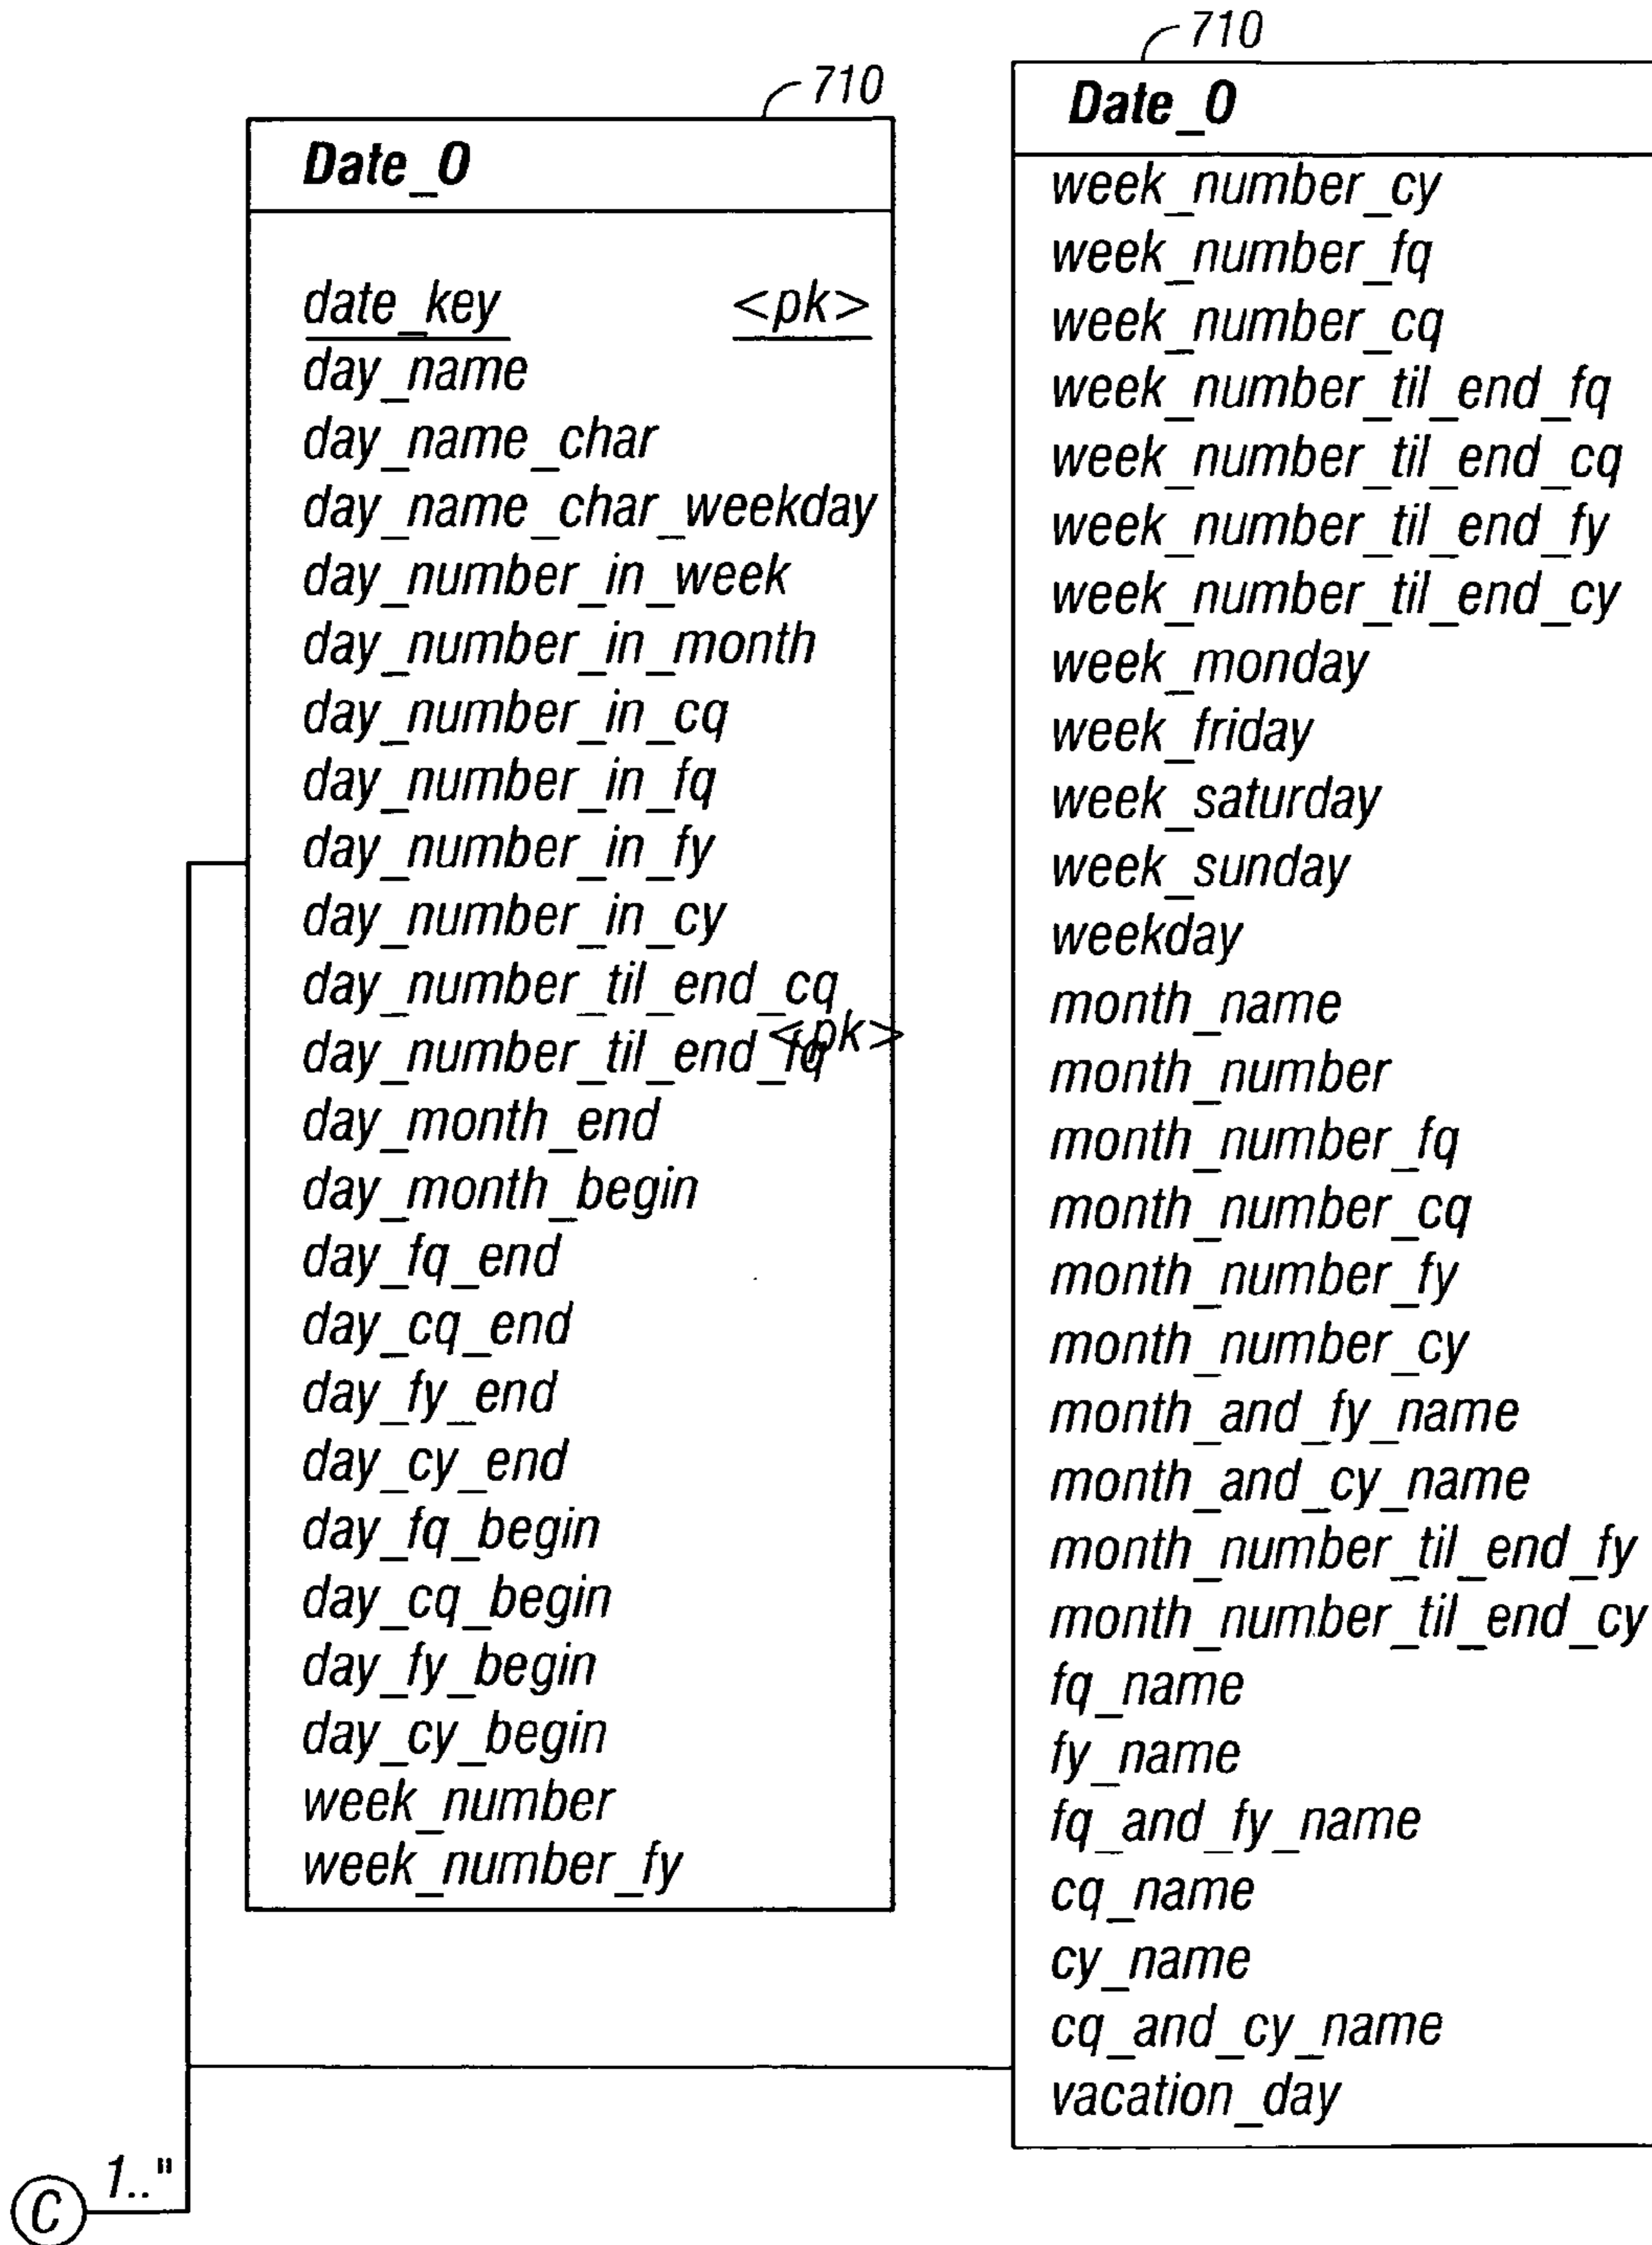 710
Date_0
date_key <pk>
day_name
day_name_char
day_name_char_weekday
day_number_in_week
day_number_in_month
day_number_in_cq
day_number_in_fq
day_number_in_fy
day_number_in_cy
day_number_til_end_cq
<pk>
day_number_til_end_fq
day_month_end
day_month_begin
day_fq_end
day_cq_end
day_fy_end
day_cy_end
day_fq_begin
day_cq_begin
day_fy_begin
day_cy_begin
week_number
week_number_fy
710
Date_0
week_number_cy
week_number_fq
week_number_cq
week_number_til_end_fq
week_number_til_end_cq
week_number_til_end_fy
week_number_til_end_cy
week_monday
week_friday
week_saturday
week_sunday
weekday
month_name
month_number
month_number_fq
month_number_cq
month_number_fy
month_number_cy
month_and_fy_name
month_and_cy_name
month_number_til_end_fy
month_number_til_end_cy
fq_name
fy_name
fq_and_fy_name
cq_name
cy_name
cq_and_cy_name
vacation_day
C 1.."